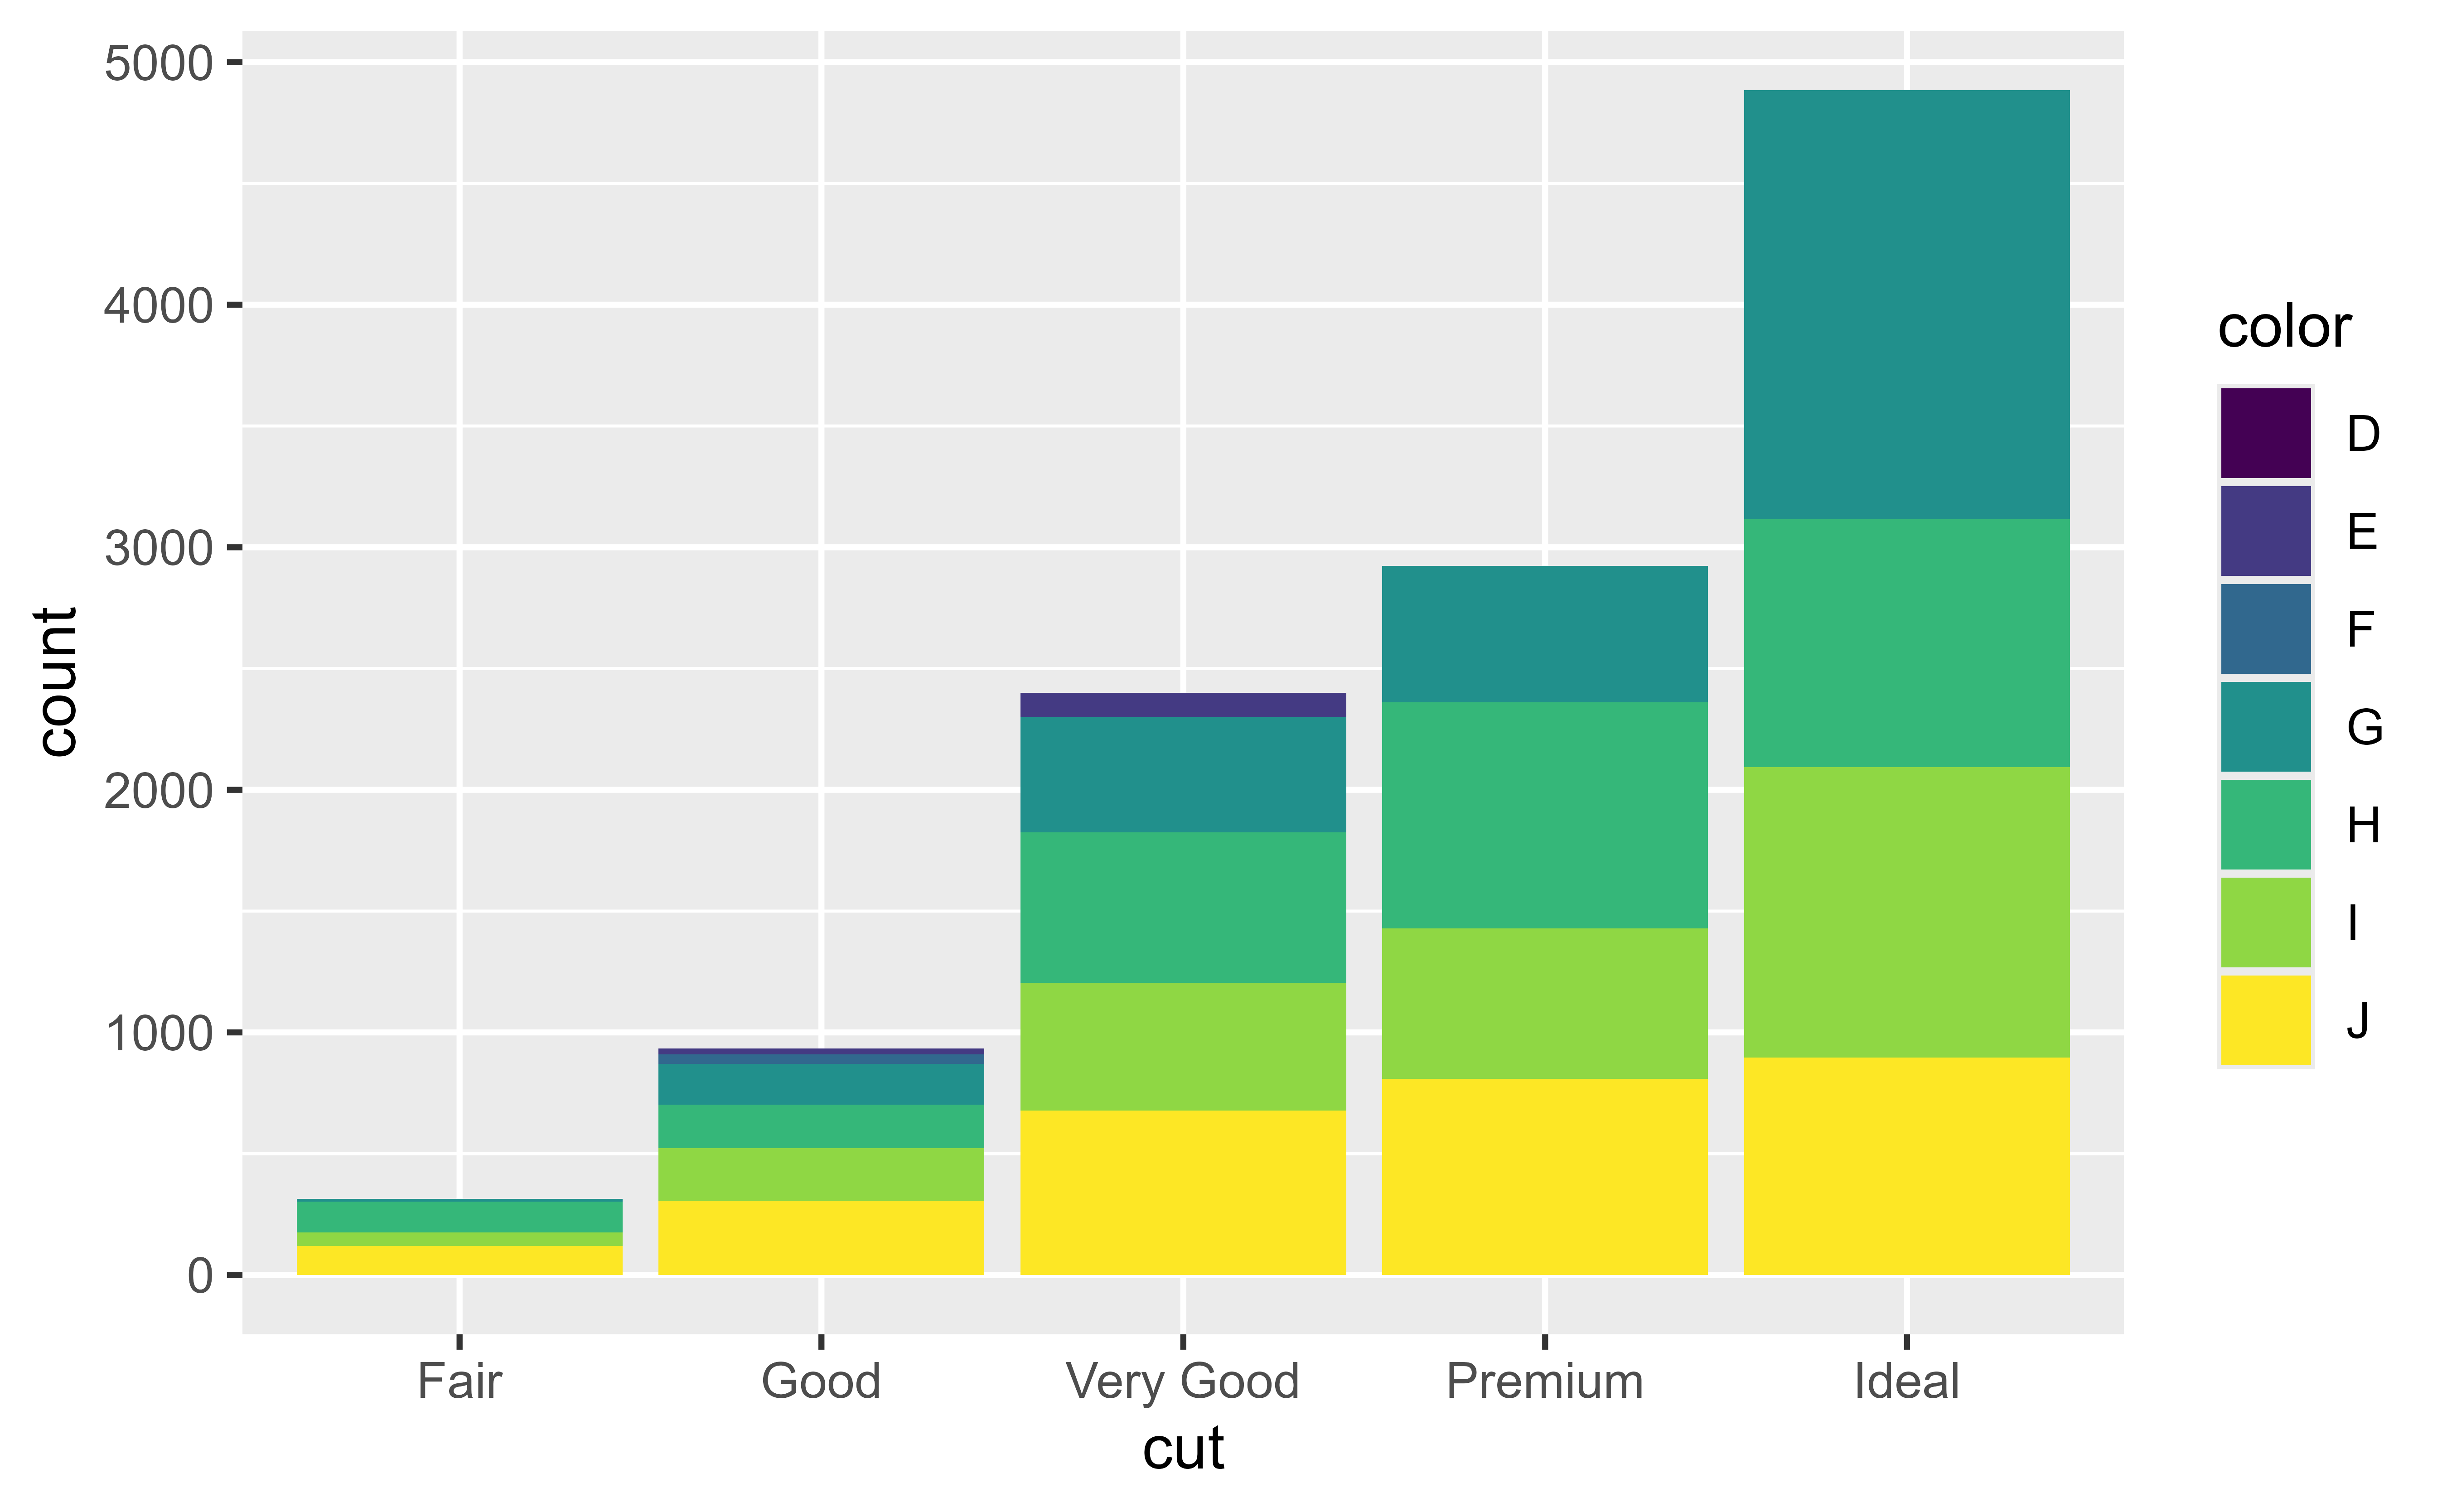 5000
4000
3000
2000
1000
0
count
Fair Good Very Good Premium Ideal
cut
color
D
E
F
G
H
I
J